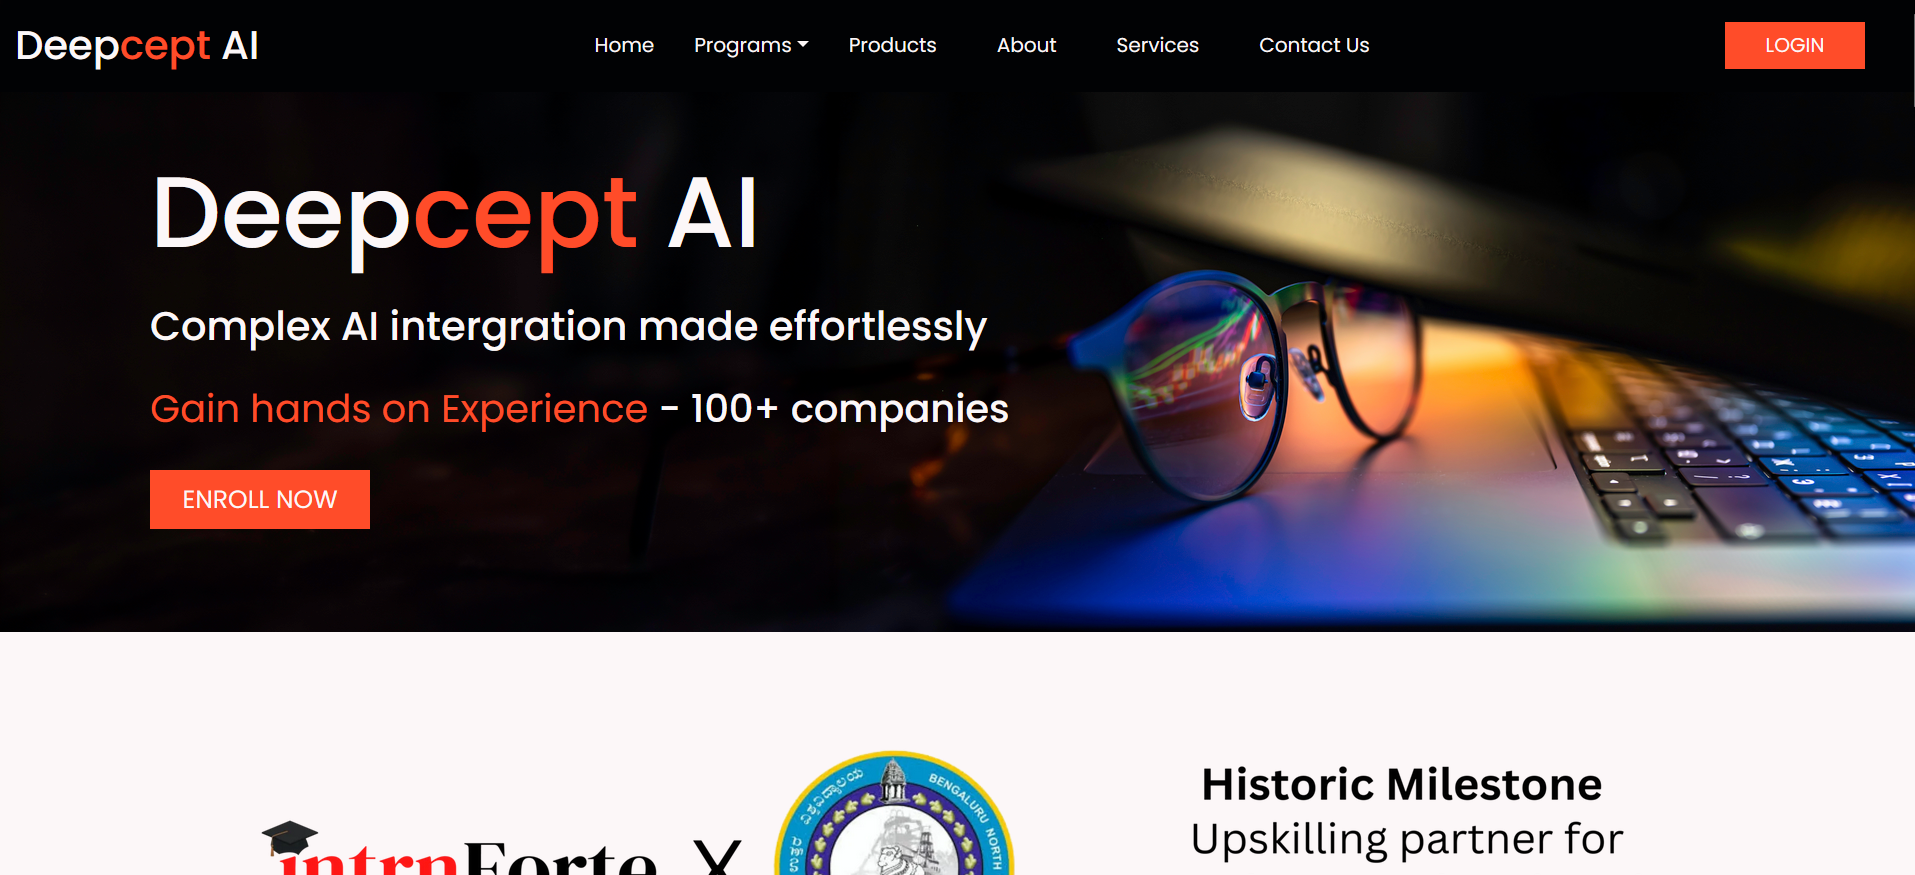 Deepcept AI
Home Programs Products About Services Contact Us
LOGIN
Deepcept AI
Complex AI intergration made effortlessly
Gain hands on Experience - 100+ companies
ENROLL NOW
intrnForte X
BENGALURU NORTH
Historic Milestone
Upskilling partner for